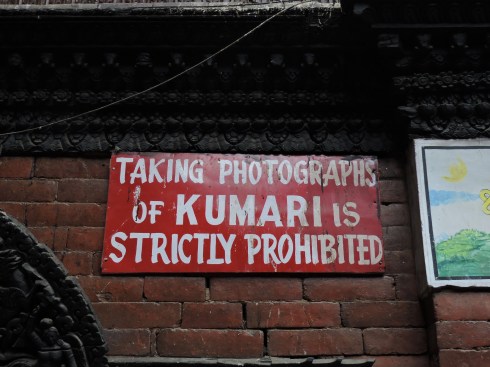 TAKING PHOTOGRAPHS
OF KUMARI IS
STRICTLY PROHIBITED